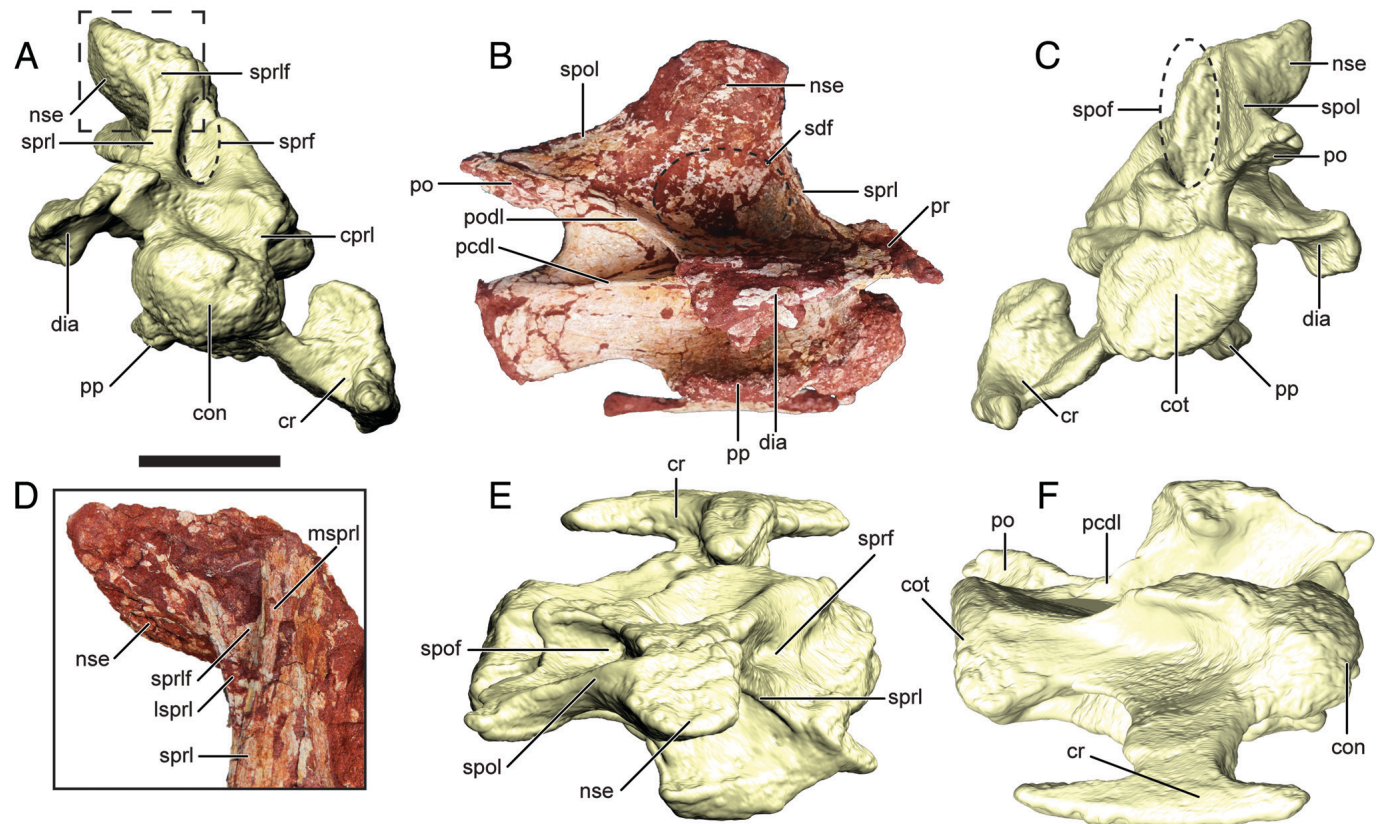 A
sprlf
nse
sprl
sprf
cprl
dia
pp
con
cr
B
spol
nse
sdf
po
sprl
podl
pr
pcdl
pp
dia
C
nse
spof
spol
po
dia
pp
cr
cot
D
msprl
nse
sprlf
lsprl
sprl
E
cr
sprf
spof
sprl
spol
nse
F
po
pcdl
cot
con
cr